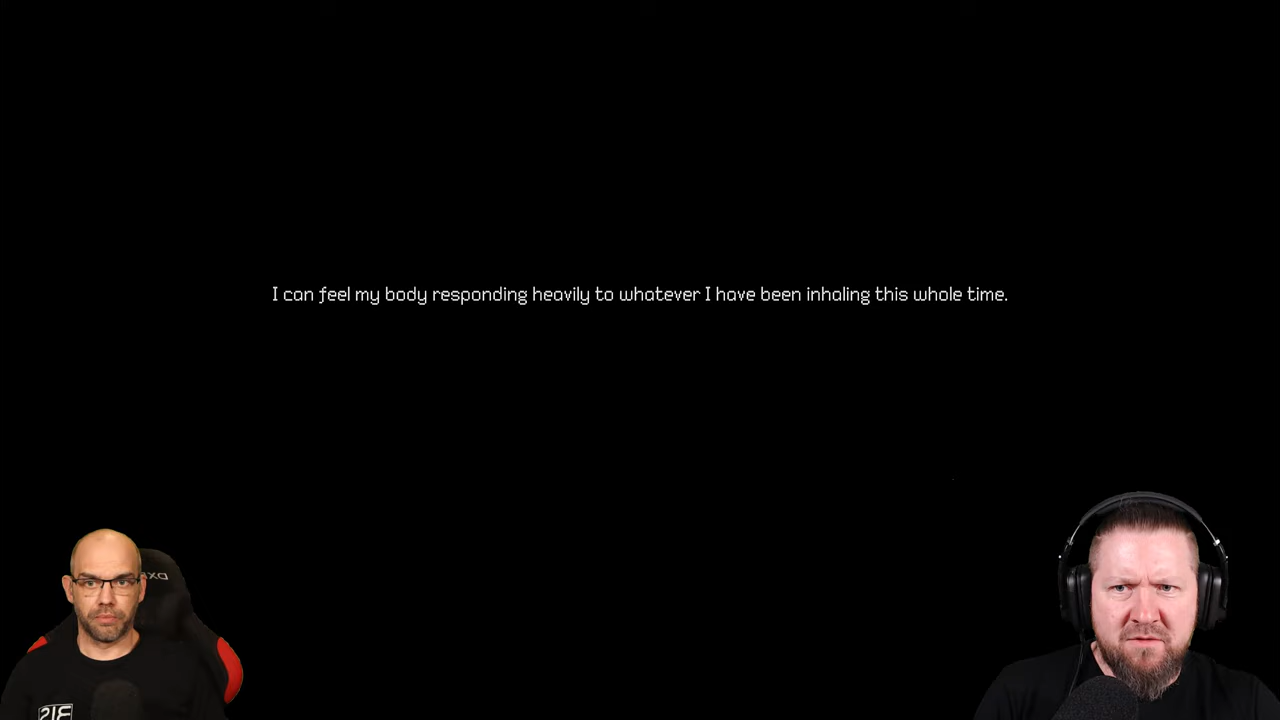 I can feel my body responding heavily to whatever I have been inhaling this whole time.